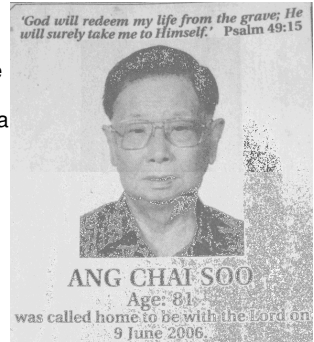 'God will redeem my life from the grave; He
will surely take me to Himself.' Psalm 49:15
e
a
ANG CHAI SOO
Age: 81
was called home to be with the Lord on
9 June 2006.